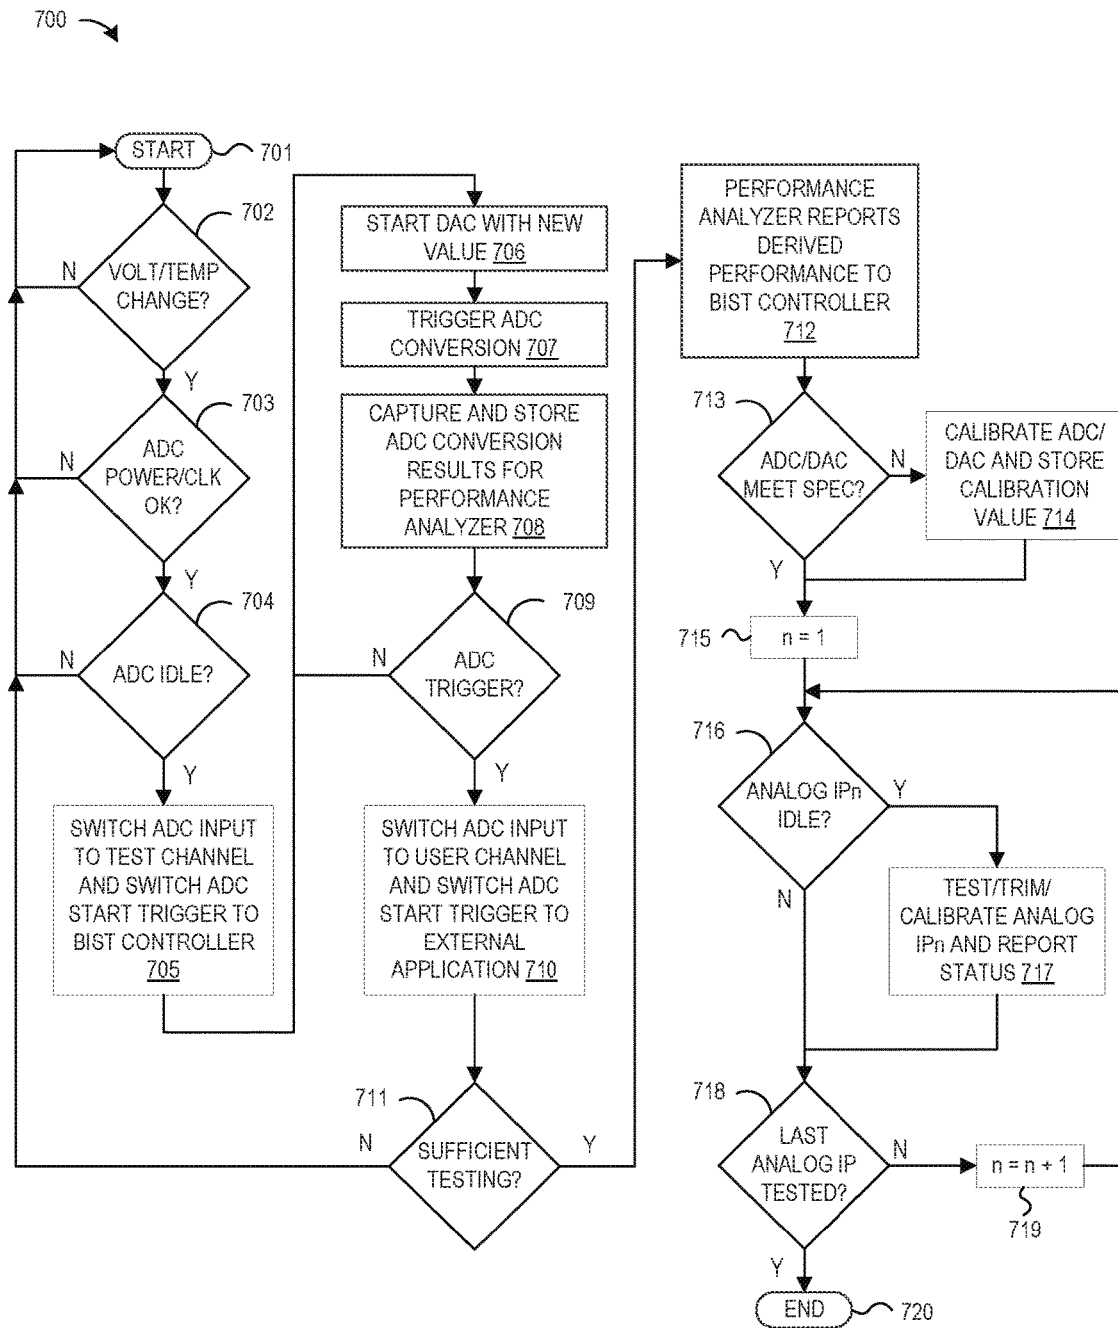 700
START
701
702
VOLT/TEMP
CHANGE?
N
Y
703
ADC
POWER/CLK
OK?
N
Y
704
ADC IDLE?
N
Y
SWITCH ADC INPUT
TO TEST CHANNEL
AND SWITCH ADC
START TRIGGER TO
BIST CONTROLLER
705
START DAC WITH NEW
VALUE 706
TRIGGER ADC
CONVERSION 707
CAPTURE AND STORE
ADC CONVERSION
RESULTS FOR
PERFORMANCE
ANALYZER 708
709
ADC
TRIGGER?
N
Y
SWITCH ADC INPUT
TO USER CHANNEL
AND SWITCH ADC
START TRIGGER TO
EXTERNAL
APPLICATION 710
711
SUFFICIENT
TESTING?
N
Y
PERFORMANCE
ANALYZER REPORTS
DERIVED
PERFORMANCE TO
BIST CONTROLLER
712
713
ADC/DAC
MEET SPEC?
N
Y
CALIBRATE ADC/
DAC AND STORE
CALIBRATION
VALUE 714
715
n = 1
716
ANALOG IPn
IDLE?
Y
N
TEST/TRIM/
CALIBRATE ANALOG
IPn AND REPORT
STATUS 717
718
LAST
ANALOG IP
TESTED?
N
Y
n = n + 1
719
END
720